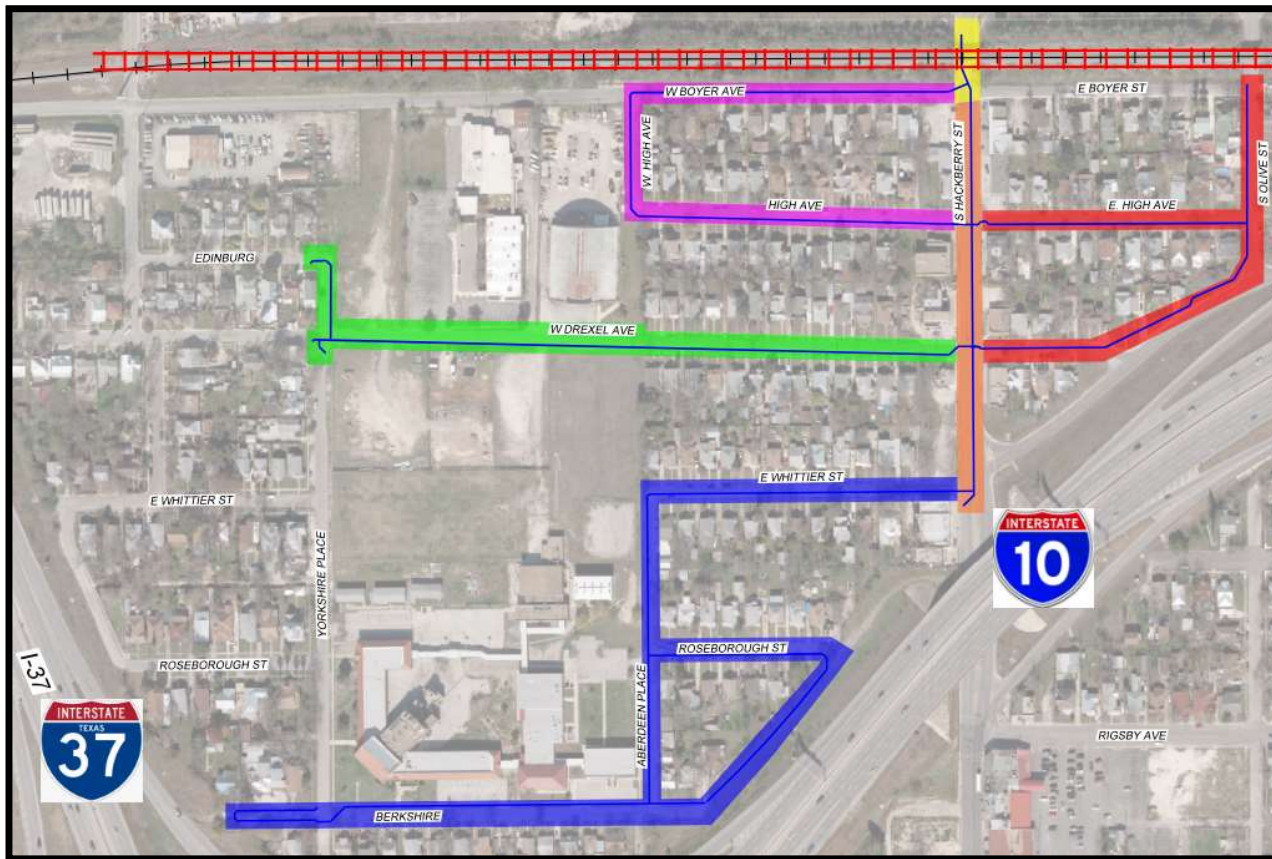 W BOYER AVE
E BOYER ST
W. HIGH AVE
S HACKBERRY ST
S OLIVE ST
HIGH AVE
E. HIGH AVE
EDINBURG
W DREXEL AVE
E WHITTIER ST
E WHITTIER ST
INTERSTATE
10
YORKSHIRE PLACE
ROSEBOROUGH ST
ROSEBOROUGH ST
I-37
ABERDEEN PLACE
INTERSTATE
TEXAS
37
RIGSBY AVE
BERKSHIRE